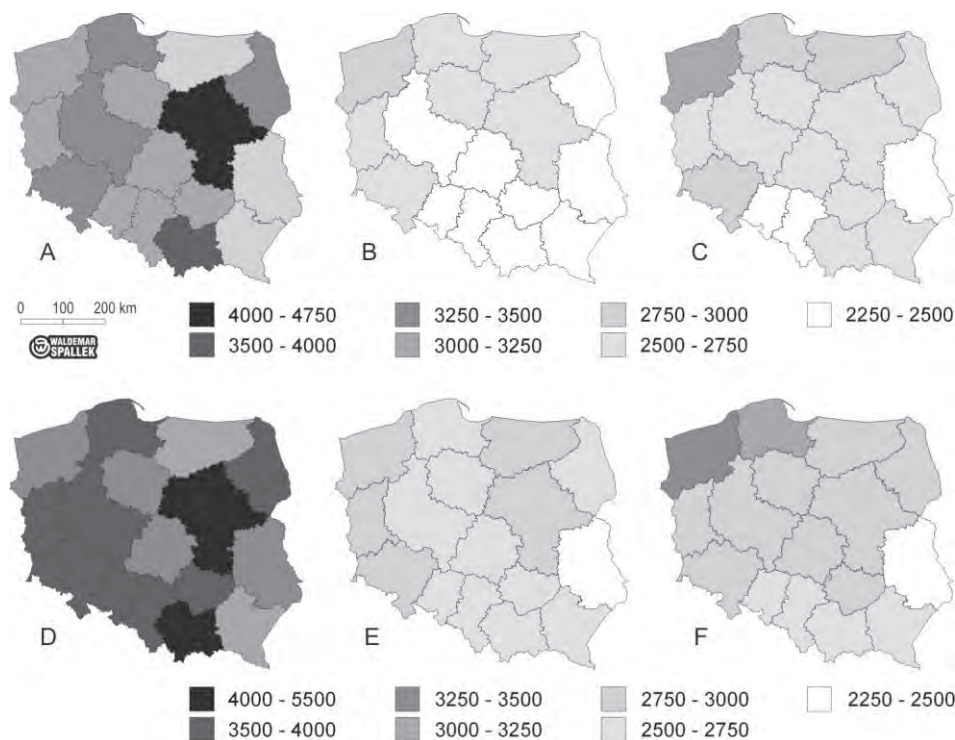 A
B
C
0 100 200 km
WALDEMAR
SPALLEK
4000 - 4750
3250 - 3500
2750 - 3000
2250 - 2500
3500 - 4000
3000 - 3250
2500 - 2750
D
E
F
4000 - 5500
3250 - 3500
2750 - 3000
2250 - 2500
3500 - 4000
3000 - 3250
2500 - 2750